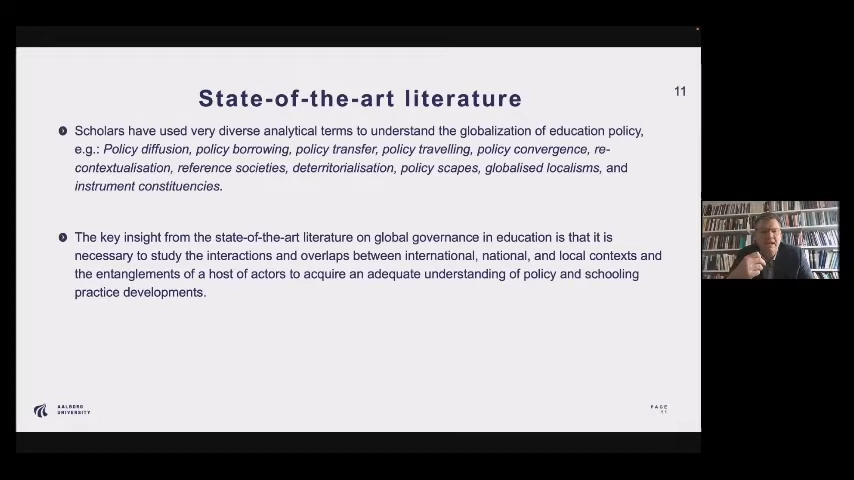 State-of-the-art literature
11
Scholars have used very diverse analytical terms to understand the globalization of education policy,
e.g.: Policy diffusion, policy borrowing, policy transfer, policy travelling, policy convergence, re-
contextualisation, reference societies, deterritorialisation, policy scapes, globalised localisms, and
instrument constituencies.
The key insight from the state-of-the-art literature on global governance in education is that it is
necessary to study the interactions and overlaps between international, national, and local contexts and
the entanglements of a host of actors to acquire an adequate understanding of policy and schooling
practice developments.
AALBORG
UNIVERSITY
PAGE
11